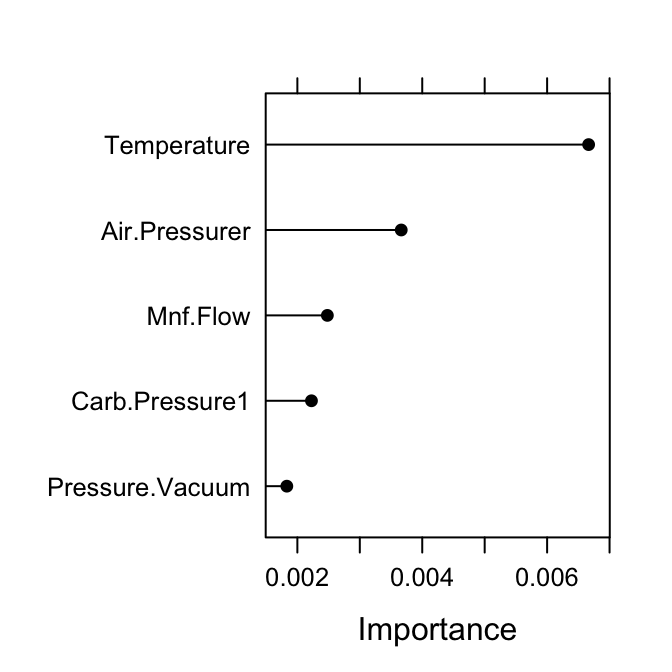 Temperature
Air.Pressurer
Mnf.Flow
Carb.Pressure1
Pressure.Vacuum
0.002 0.004 0.006
Importance